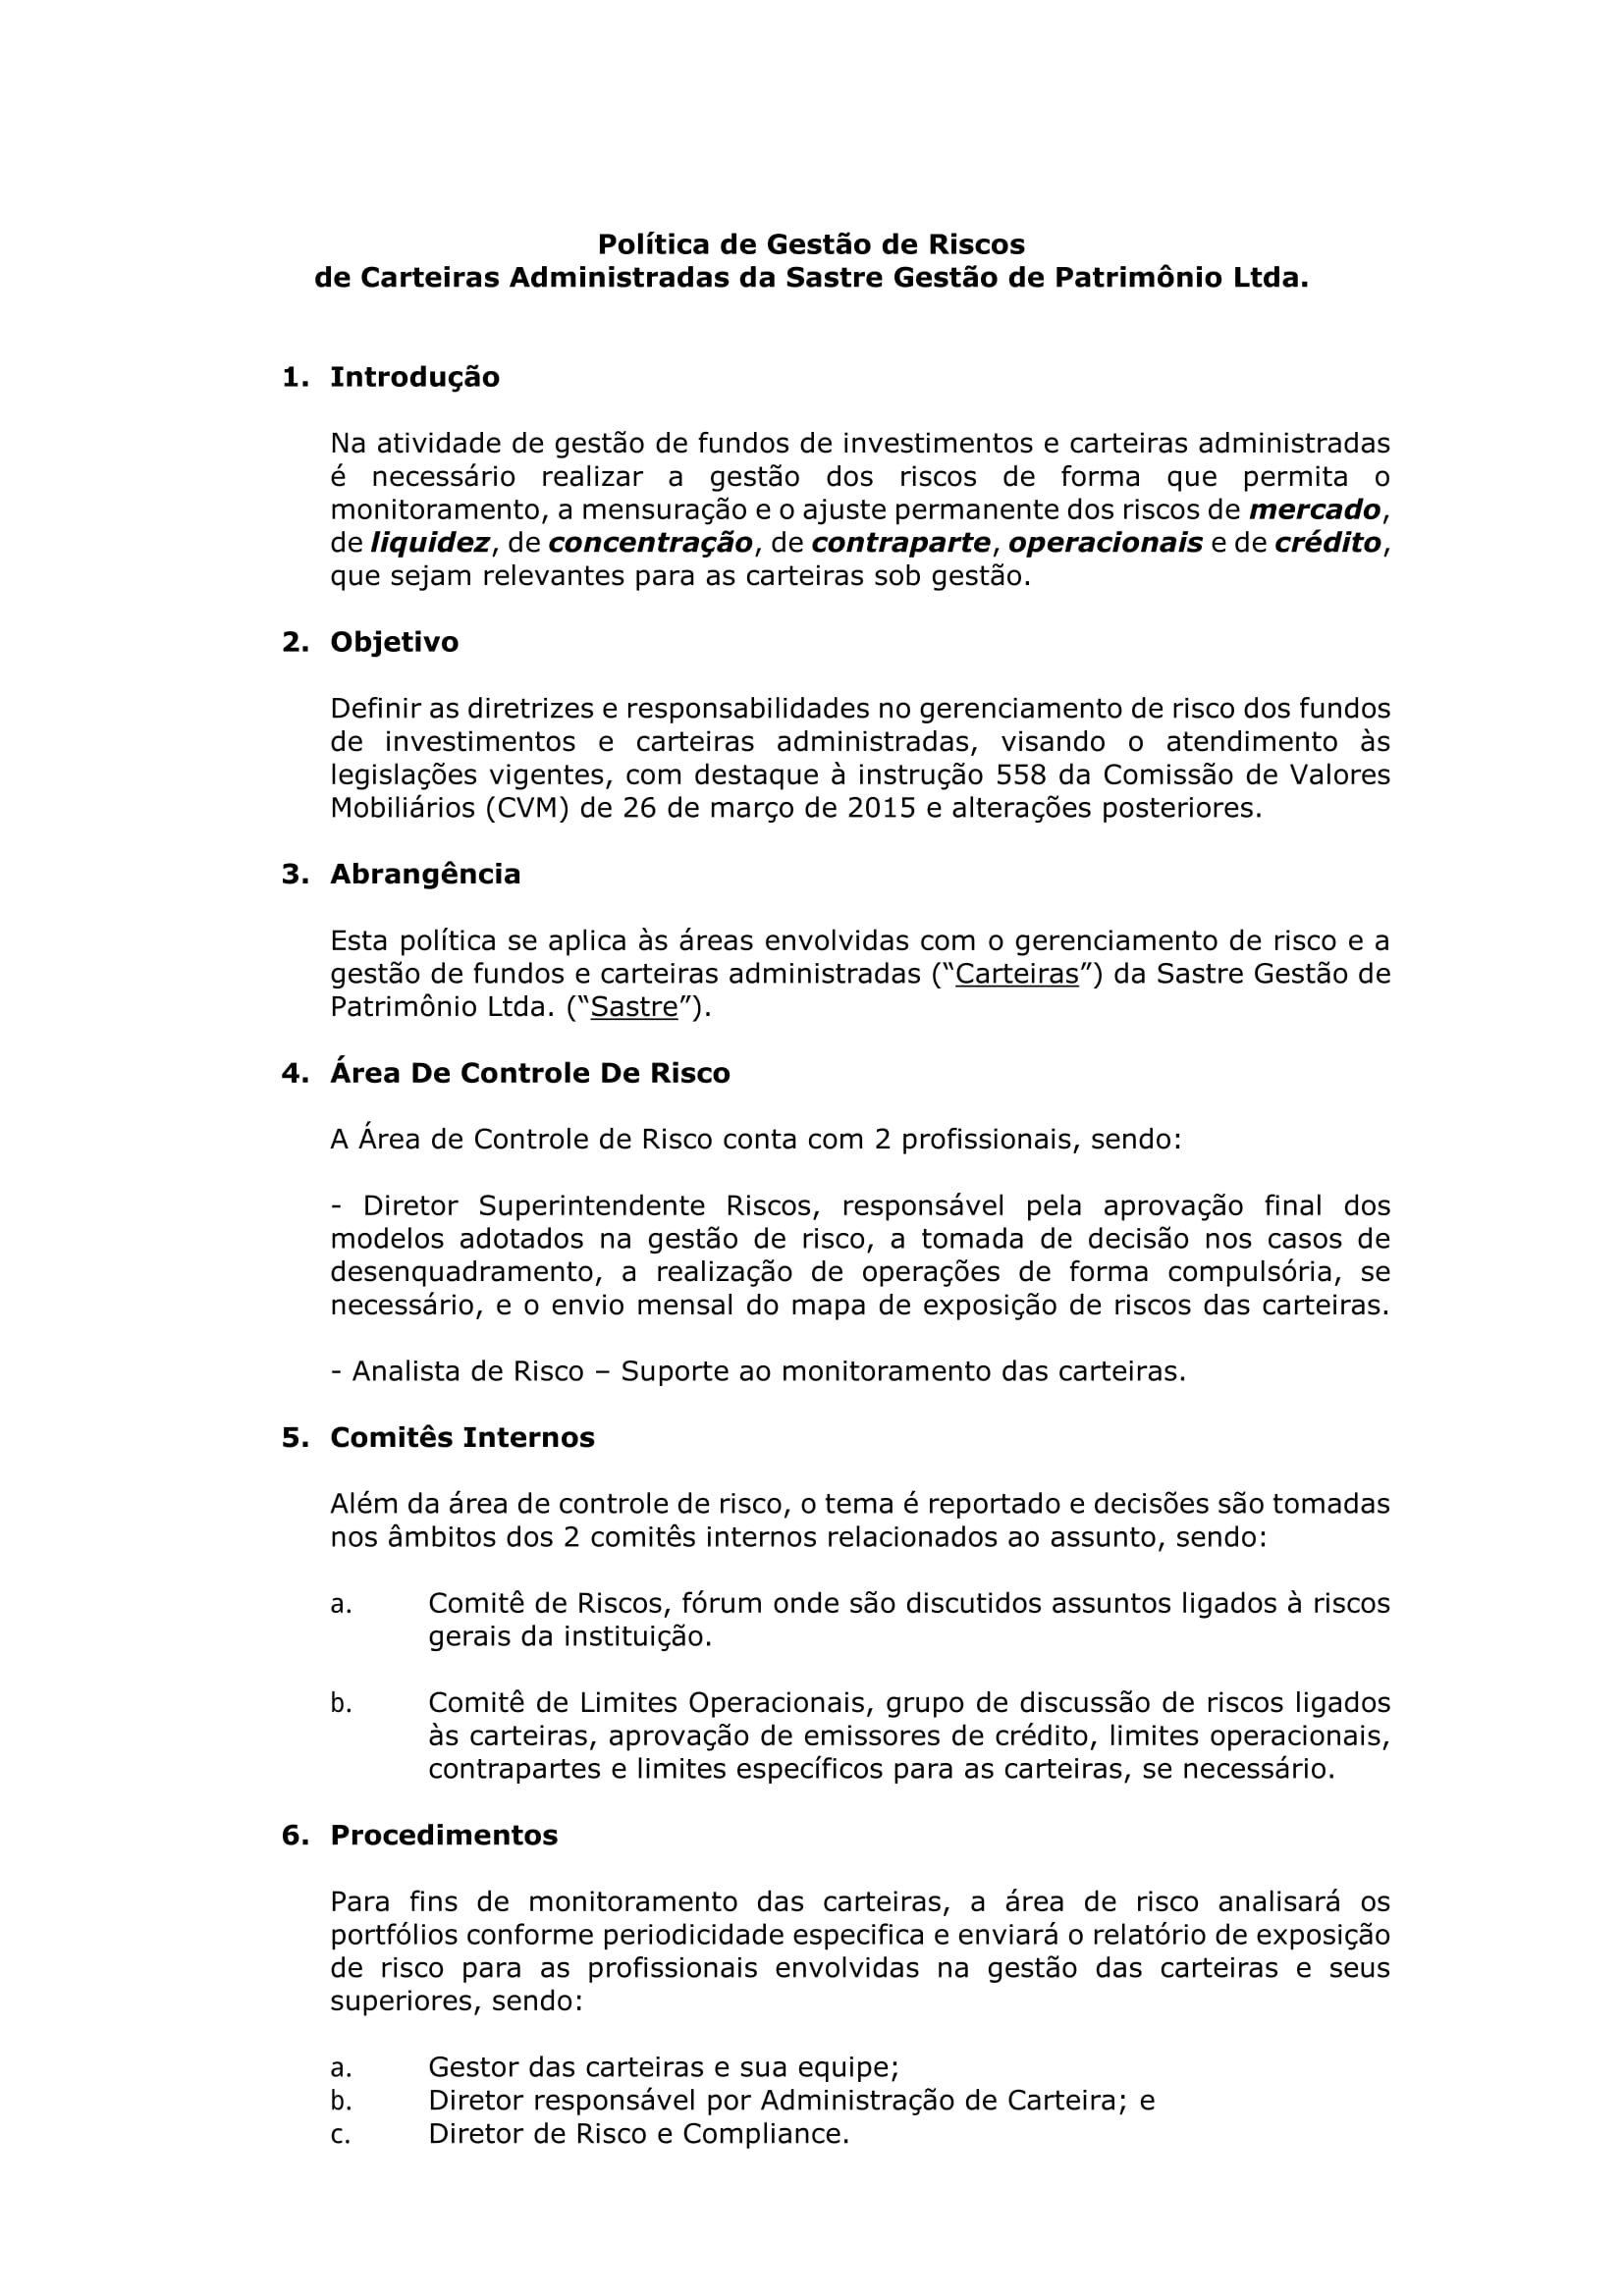 Política de Gestão de Riscos
de Carteiras Administradas da Sastre Gestão de Patrimônio Ltda.
1. Introdução
Na atividade de gestão de fundos de investimentos e carteiras administradas
é necessário realizar a gestão dos riscos de forma que permita o
monitoramento, a mensuração e o ajuste permanente dos riscos de mercado,
de liquidez, de concentração, de contraparte, operacionais e de crédito,
que sejam relevantes para as carteiras sob gestão.
2. Objetivo
Definir as diretrizes e responsabilidades no gerenciamento de risco dos fundos
de investimentos e carteiras administradas, visando o atendimento às
legislações vigentes, com destaque à instrução 558 da Comissão de Valores
Mobiliários (CVM) de 26 de março de 2015 e alterações posteriores.
3. Abrangência
Esta política se aplica às áreas envolvidas com o gerenciamento de risco e a
gestão de fundos e carteiras administradas (“Carteiras”) da Sastre Gestão de
Patrimônio Ltda. (“Sastre”).
4. Área De Controle De Risco
A Área de Controle de Risco conta com 2 profissionais, sendo:
- Diretor Superintendente Riscos, responsável pela aprovação final dos
modelos adotados na gestão de risco, a tomada de decisão nos casos de
desenquadramento, a realização de operações de forma compulsória, se
necessário, e o envio mensal do mapa de exposição de riscos das carteiras.
- Analista de Risco – Suporte ao monitoramento das carteiras.
5. Comitês Internos
Além da área de controle de risco, o tema é reportado e decisões são tomadas
nos âmbitos dos 2 comitês internos relacionados ao assunto, sendo:
a. Comitê de Riscos, fórum onde são discutidos assuntos ligados à riscos
gerais da instituição.
b. Comitê de Limites Operacionais, grupo de discussão de riscos ligados
às carteiras, aprovação de emissores de crédito, limites operacionais,
contrapartes e limites específicos para as carteiras, se necessário.
6. Procedimentos
Para fins de monitoramento das carteiras, a área de risco analisará os
portfólios conforme periodicidade especifica e enviará o relatório de exposição
de risco para as profissionais envolvidas na gestão das carteiras e seus
superiores, sendo:
a. Gestor das carteiras e sua equipe;
b. Diretor responsável por Administração de Carteira; e
c. Diretor de Risco e Compliance.